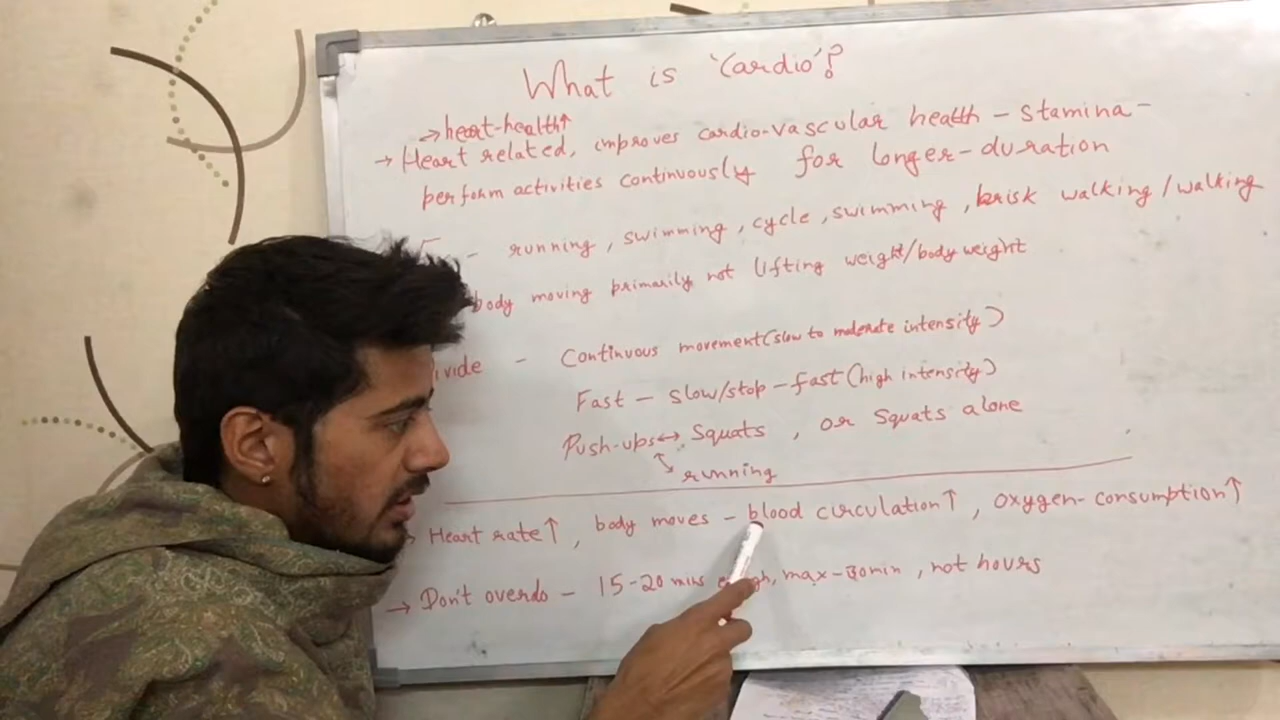 What is 'Cardio'?
→ heart-health↑
→ Heart related, improves cardio-vascular health – stamina –
perform activities continuously for longer-duration
– running, swimming, cycle, swimming, brisk walking/walking
body moving primarily not lifting weight/body weight
ivide – Continuous movement (slow to moderate intensity)
Fast – slow/stop – fast (high intensity)
Push-ups ↔ Squats, or Squats alone
↔ running
→ Heart rate↑, body moves – blood circulation↑, oxygen-consumption↑
→ Don't overdo – 15-20 mins, max-30min, not hours